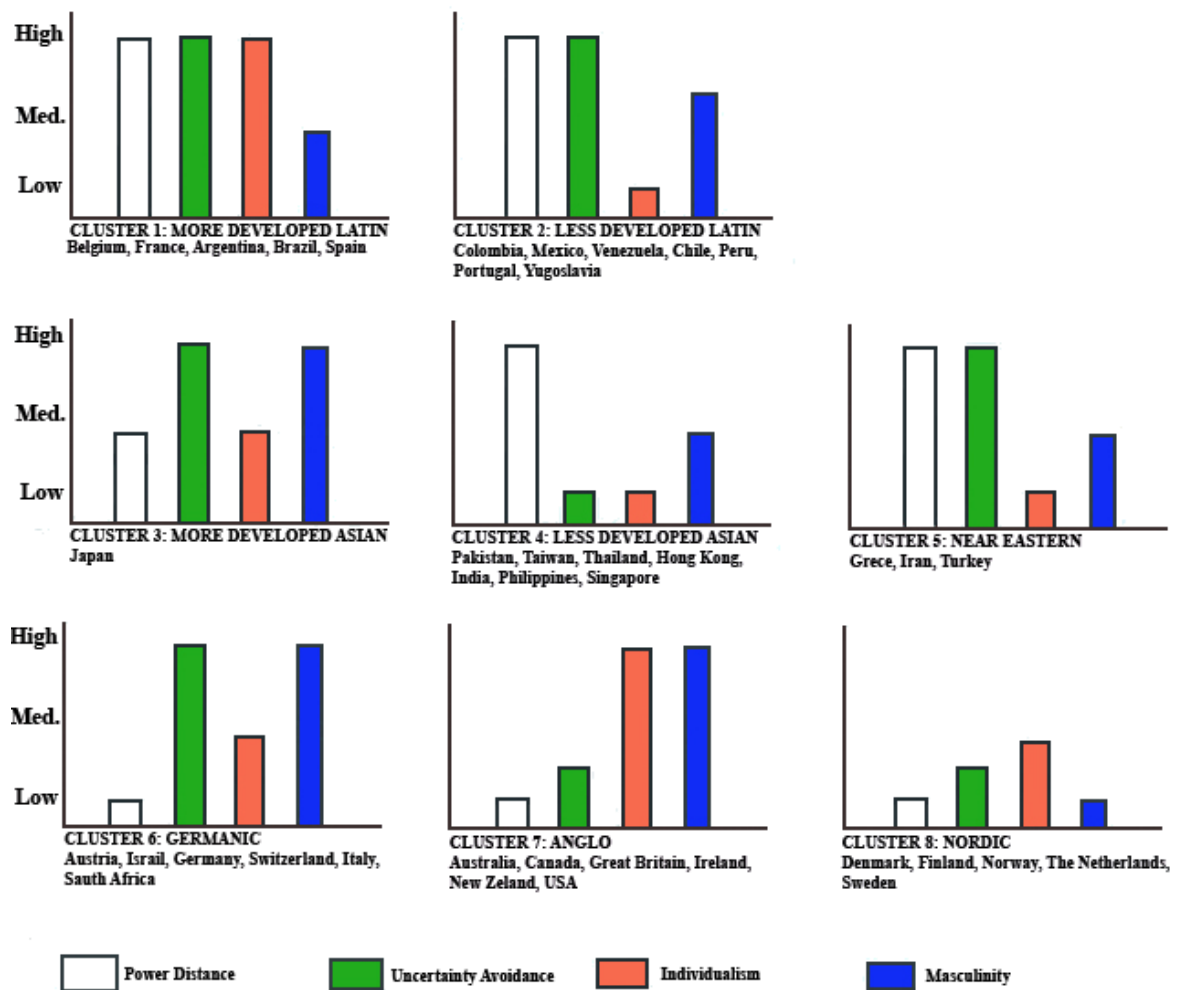 High
Med.
Low
CLUSTER 1: MORE DEVELOPED LATIN
Belgium, France, Argentina, Brazil, Spain
CLUSTER 2: LESS DEVELOPED LATIN
Colombia, Mexico, Venezuela, Chile, Peru,
Portugal, Yugoslavia
High
Med.
Low
CLUSTER 3: MORE DEVELOPED ASIAN
Japan
CLUSTER 4: LESS DEVELOPED ASIAN
Pakistan, Taiwan, Thailand, Hong Kong,
India, Philippines, Singapore
CLUSTER 5: NEAR EASTERN
Grece, Iran, Turkey
High
Med.
Low
CLUSTER 6: GERMANIC
Austria, Israil, Germany, Switzerland, Italy,
Sauth Africa
CLUSTER 7: ANGLO
Australia, Canada, Great Britain, Ireland,
New Zeland, USA
CLUSTER 8: NORDIC
Denmark, Finland, Norway, The Netherlands,
Sweden
Power Distance
Uncertainty Avoidance
Individualism
Masculinity